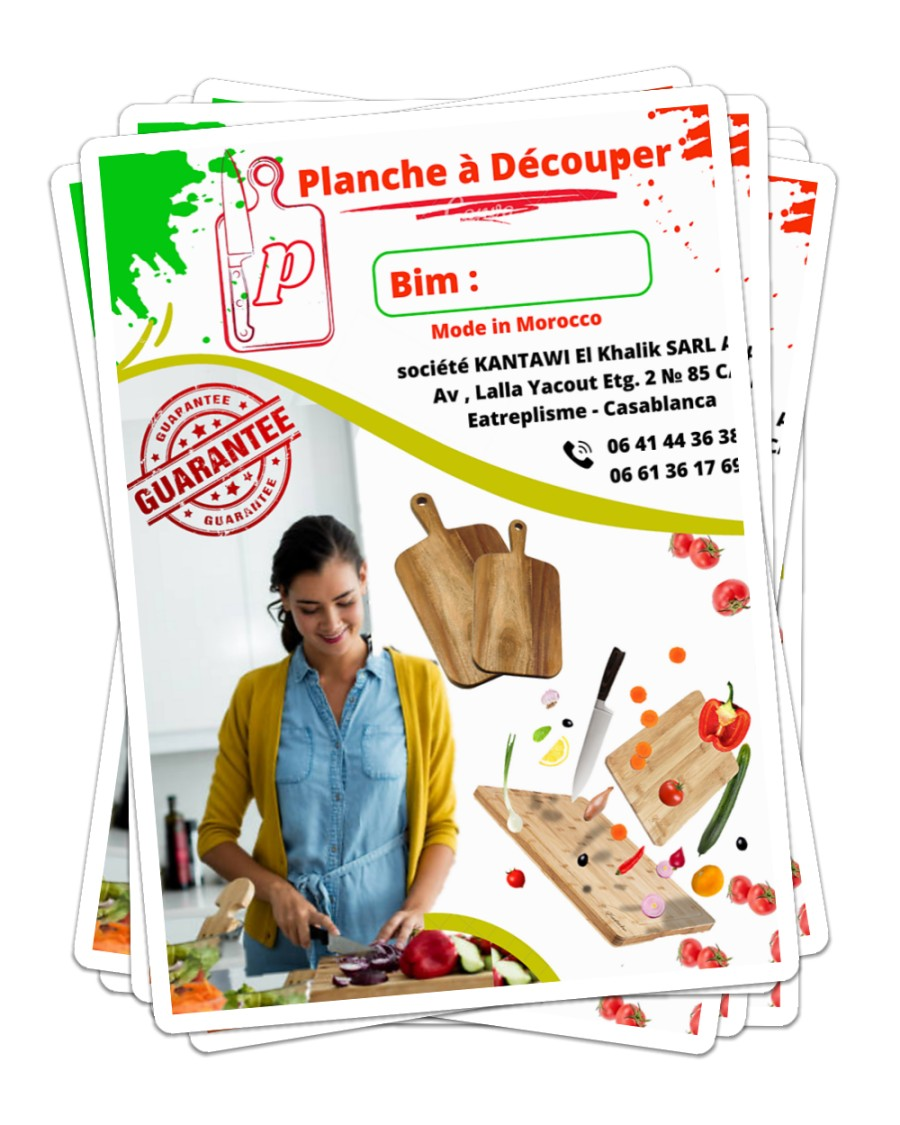 Planche à Découper
Canva
p
Bim :
Mode in Morocco
société KANTAWI El Khalik SARL A
Av , Lalla Yacout Etg. 2 № 85 C
Eatreplisme - Casablanca
06 41 44 36 38
06 61 36 17 69
GUARANTEE
GUARANTEE
GUARANTEE